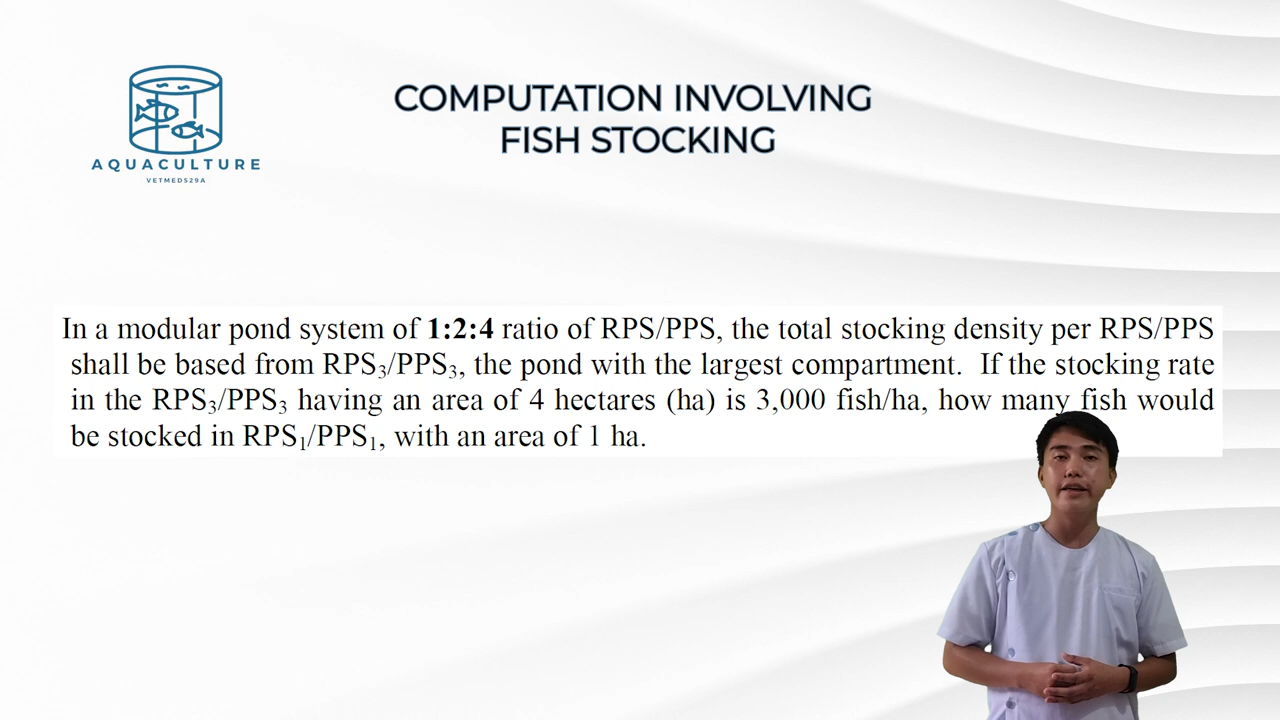 COMPUTATION INVOLVING
FISH STOCKING
AQUACULTURE
VETMEDS29A
In a modular pond system of 1:2:4 ratio of RPS/PPS, the total stocking density per RPS/PPS
shall be based from RPS₃/PPS₃, the pond with the largest compartment. If the stocking rate
in the RPS₃/PPS₃ having an area of 4 hectares (ha) is 3,000 fish/ha, how many fish would
be stocked in RPS₁/PPS₁, with an area of 1 ha.